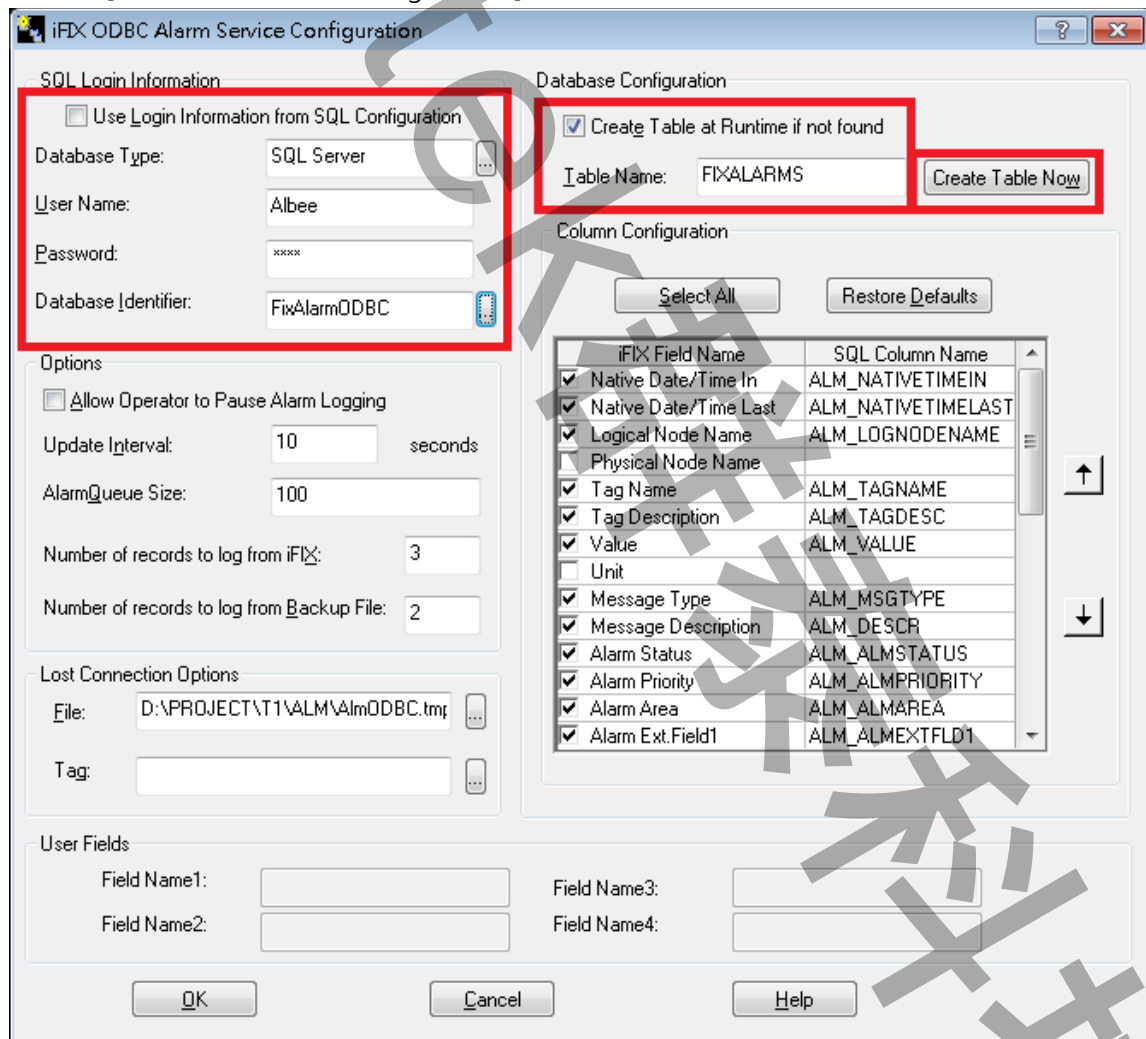 iFIX ODBC Alarm Service Configuration
SQL Login Information
Use Login Information from SQL Configuration
Database Type:
SQL Server
...
User Name:
Albee
Password:
××××
Database Identifier:
FixAlarmODBC
...
Options
Allow Operator to Pause Alarm Logging
Update Interval:
10
seconds
AlarmQueue Size:
100
Number of records to log from iFIX:
3
Number of records to log from Backup File:
2
Lost Connection Options
File:
D:\PROJECT\T1\ALM\AlmODBC.tmp
...
Tag:
...
Database Configuration
Create Table at Runtime if not found
Table Name:
FIXALARMS
Create Table Now
Column Configuration
Select All
Restore Defaults
iFIX Field Name SQL Column Name
Native Date/Time In ALM_NATIVETIMEIN
Native Date/Time Last ALM_NATIVETIMELAST
Logical Node Name ALM_LOGNODENAME
Physical Node Name
Tag Name ALM_TAGNAME
Tag Description ALM_TAGDESC
Value ALM_VALUE
Unit
Message Type ALM_MSGTYPE
Message Description ALM_DESCR
Alarm Status ALM_ALMSTATUS
Alarm Priority ALM_ALMPRIORITY
Alarm Area ALM_ALMAREA
Alarm Ext.Field1 ALM_ALMEXTFLD1
User Fields
Field Name1:
Field Name3:
Field Name2:
Field Name4:
OK
Cancel
Help